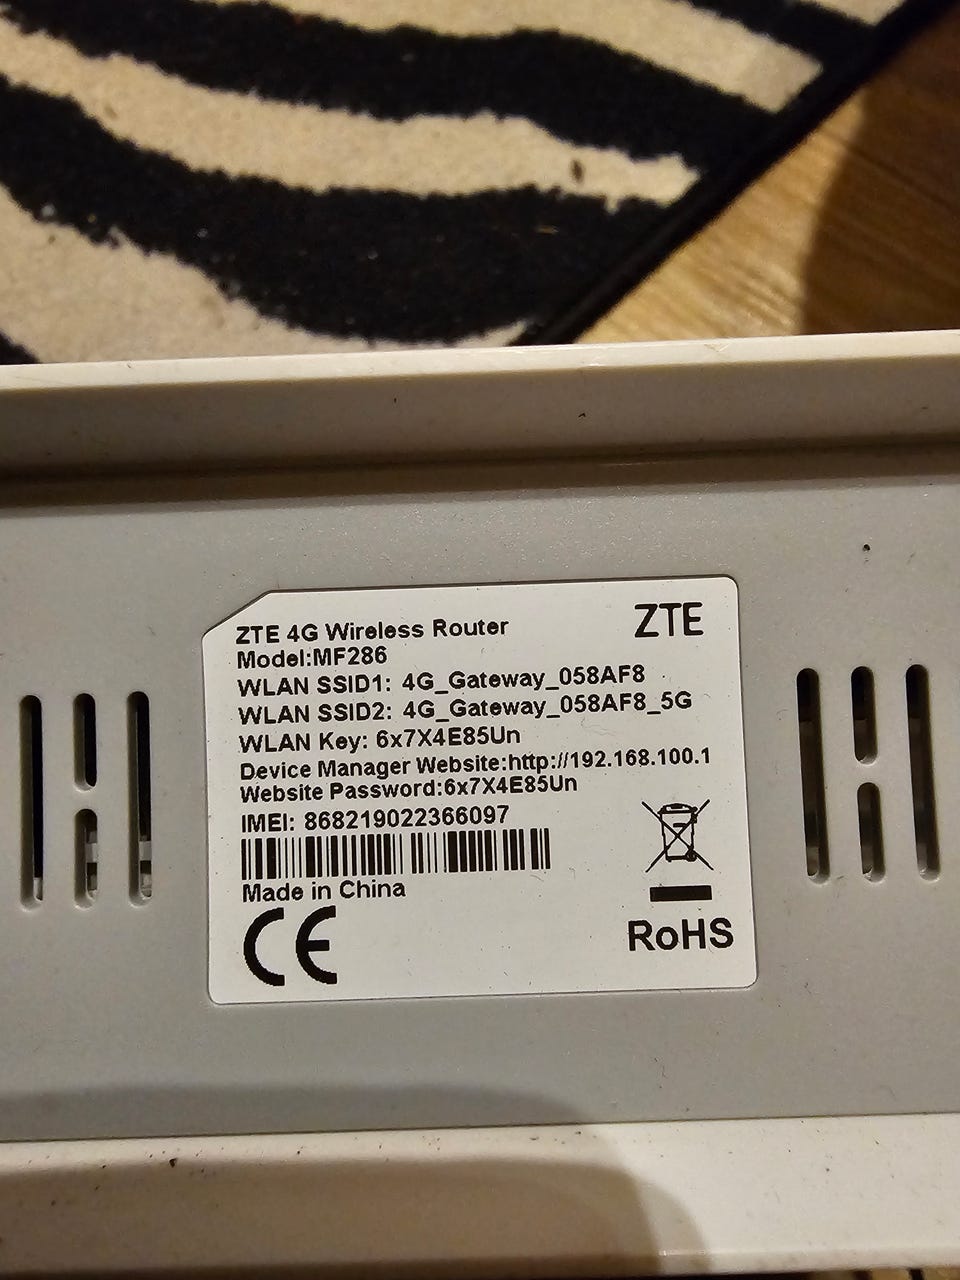 ZTE 4G Wireless Router
ZTE
Model:MF286
WLAN SSID1: 4G_Gateway_058AF8
WLAN SSID2: 4G_Gateway_058AF8_5G
WLAN Key: 6x7X4E85Un
Device Manager Website:http://192.168.100.1
Website Password:6x7X4E85Un
IMEI: 868219022366097
Made in China
CE
RoHS